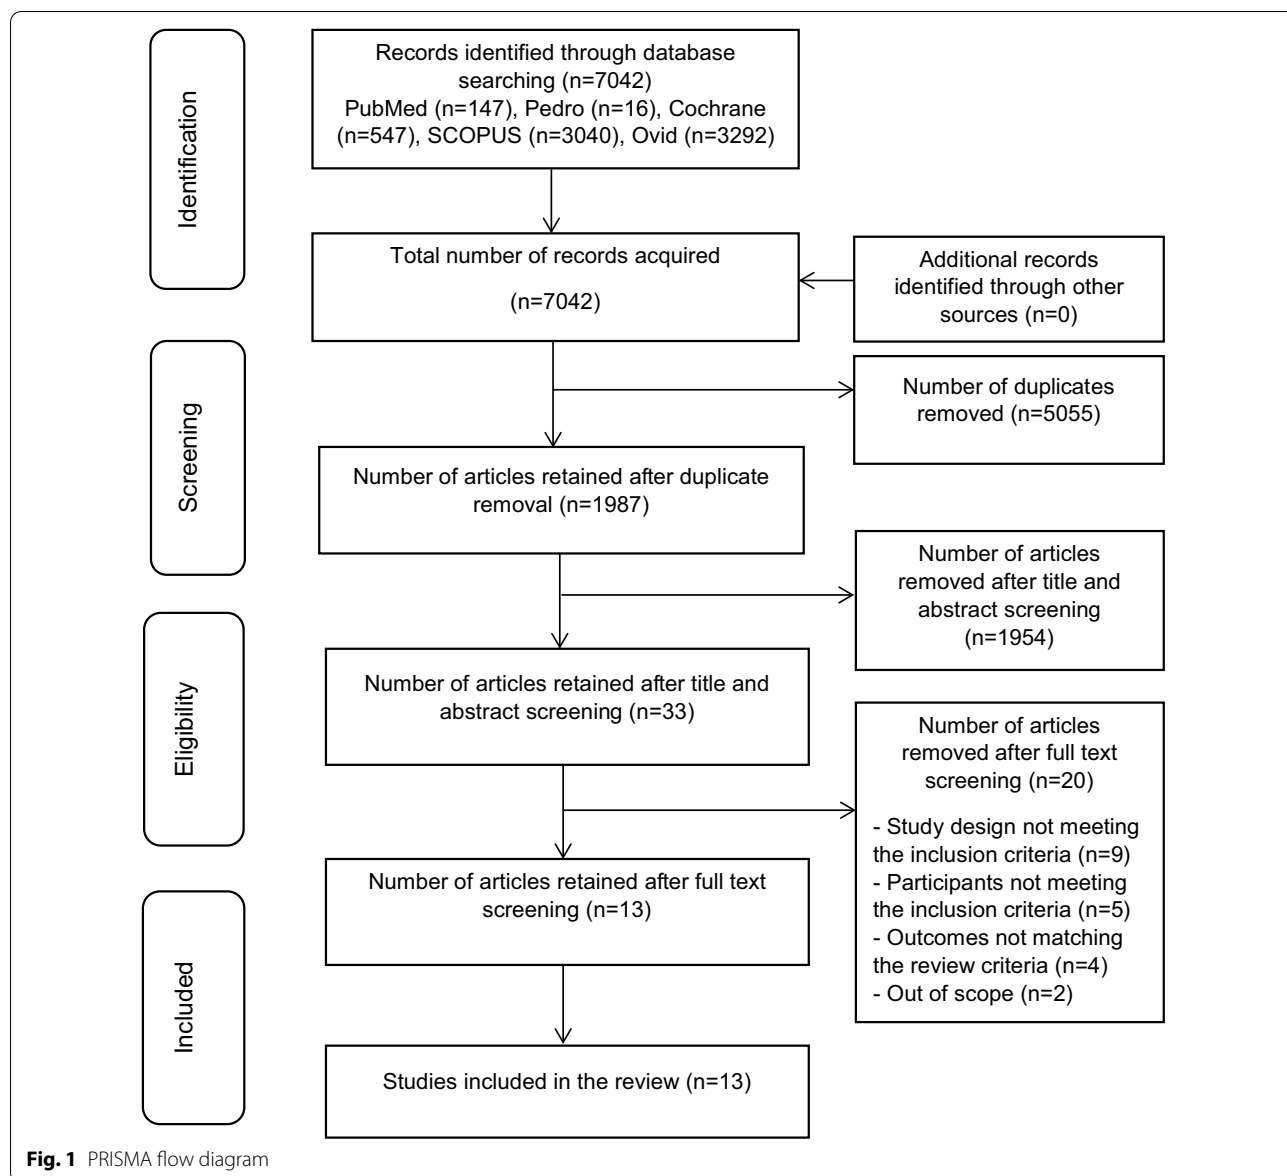 Identification
Records identified through database
searching (n=7042)
PubMed (n=147), Pedro (n=16), Cochrane
(n=547), SCOPUS (n=3040), Ovid (n=3292)
Total number of records acquired
(n=7042)
Additional records
identified through other
sources (n=0)
Screening
Number of duplicates
removed (n=5055)
Number of articles retained after duplicate
removal (n=1987)
Number of articles
removed after title and
abstract screening
(n=1954)
Eligibility
Number of articles retained after title and
abstract screening (n=33)
Number of articles
removed after full text
screening (n=20)
- Study design not meeting
the inclusion criteria (n=9)
- Participants not meeting
the inclusion criteria (n=5)
- Outcomes not matching
the review criteria (n=4)
- Out of scope (n=2)
Number of articles retained after full text
screening (n=13)
Included
Studies included in the review (n=13)
Fig. 1 PRISMA flow diagram